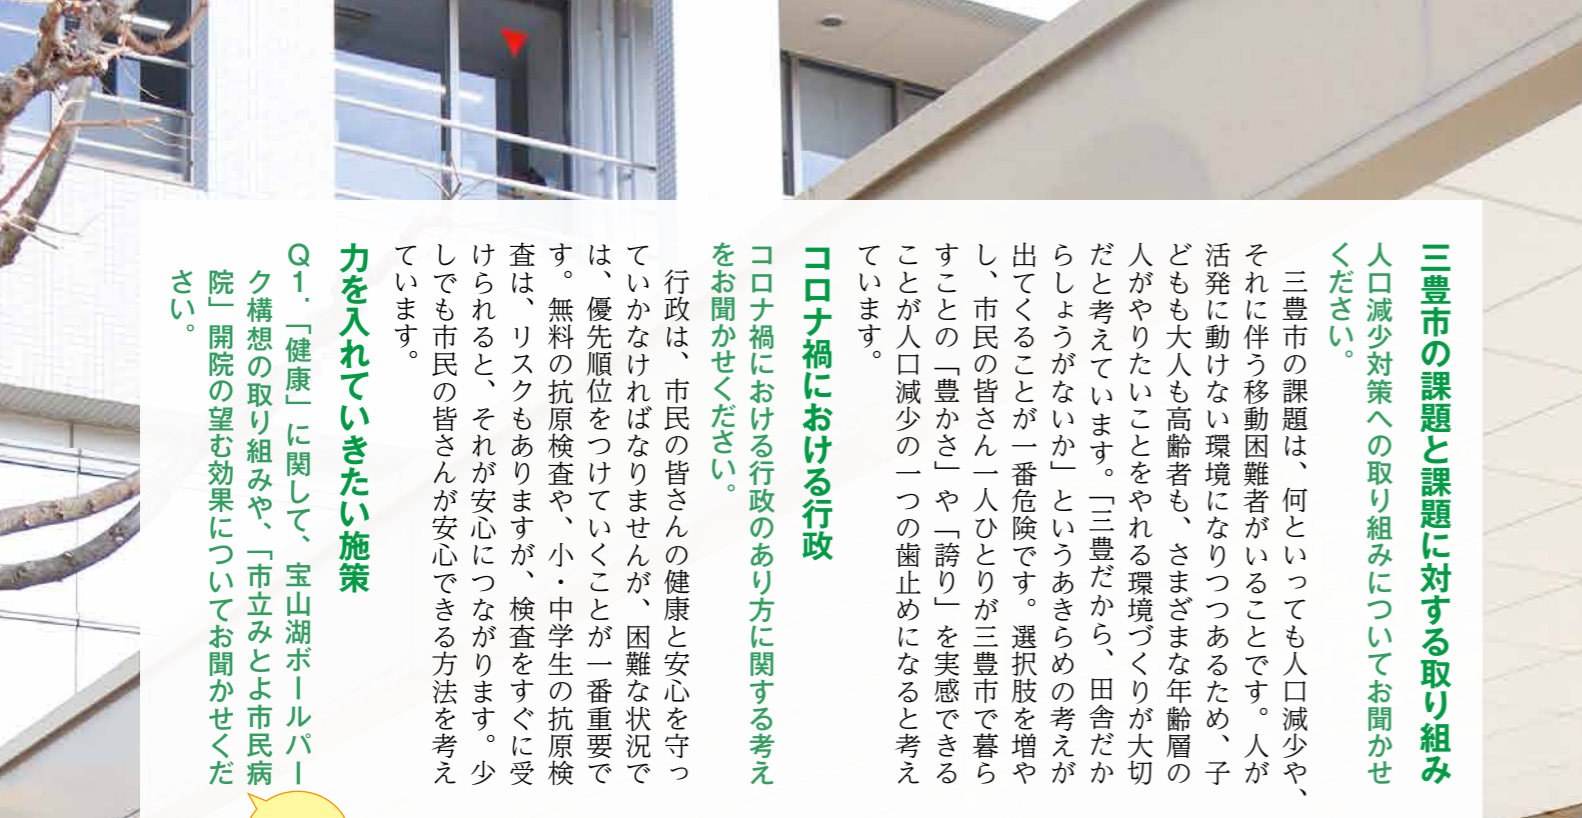 三豊市の課題と課題に対する取り組み
人口減少対策への取り組みについてお聞かせ
ください。
三豊市の課題は、何といっても人口減少や、
それに伴う移動困難者がいることです。人が
活発に動けない環境になりつつあるため、子
どもも大人も高齢者も、さまざまな年齢層の
人がやりたいことをやれる環境づくりが大切
だと考えています。「三豊だから、田舎だか
らしょうがないか」というあきらめの考えが
出てくることが一番危険です。選択肢を増や
し、市民の皆さん一人ひとりが三豊市で暮ら
すことの「豊かさ」や「誇り」を実感できる
ことが人口減少の一つの歯止めになると考え
ています。
コロナ禍における行政
コロナ禍における行政のあり方に関する考え
をお聞かせください。
行政は、市民の皆さんの健康と安心を守っ
ていかなければなりませんが、困難な状況で
は、優先順位をつけていくことが一番重要で
す。無料の抗原検査や、小・中学生の抗原検
査は、リスクもありますが、検査をすぐに受
けられると、それが安心につながります。少
しでも市民の皆さんが安心できる方法を考え
ています。
力を入れていきたい施策
Q1.「健康」に関して、宝山湖ボールパー
ク構想の取り組みや、「市立みとよ市民病
院」開院の望む効果についてお聞かせくだ
さい。